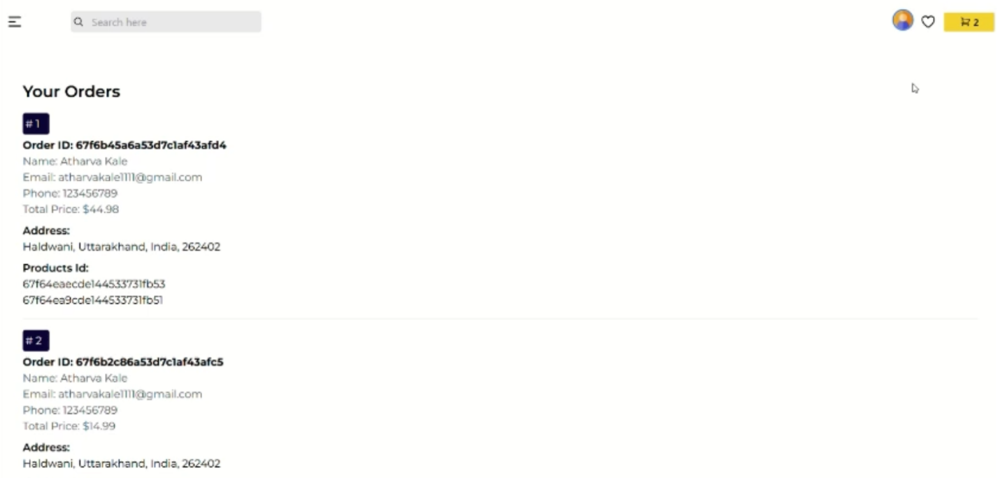 Search here
2
Your Orders
#1
Order ID: 67f6b45a6a53d7c1af43afd4
Name: Atharva Kale
Email: atharvakale1111@gmail.com
Phone: 123456789
Total Price: $44.98
Address:
Haldwani, Uttarakhand, India, 262402
Products Id:
67f64eaecde144533731fb53
67f64ea9cde144533731fb51
#2
Order ID: 67f6b2c86a53d7c1af43afc5
Name: Atharva Kale
Email: atharvakale1111@gmail.com
Phone: 123456789
Total Price: $14.99
Address:
Haldwani, Uttarakhand, India, 262402